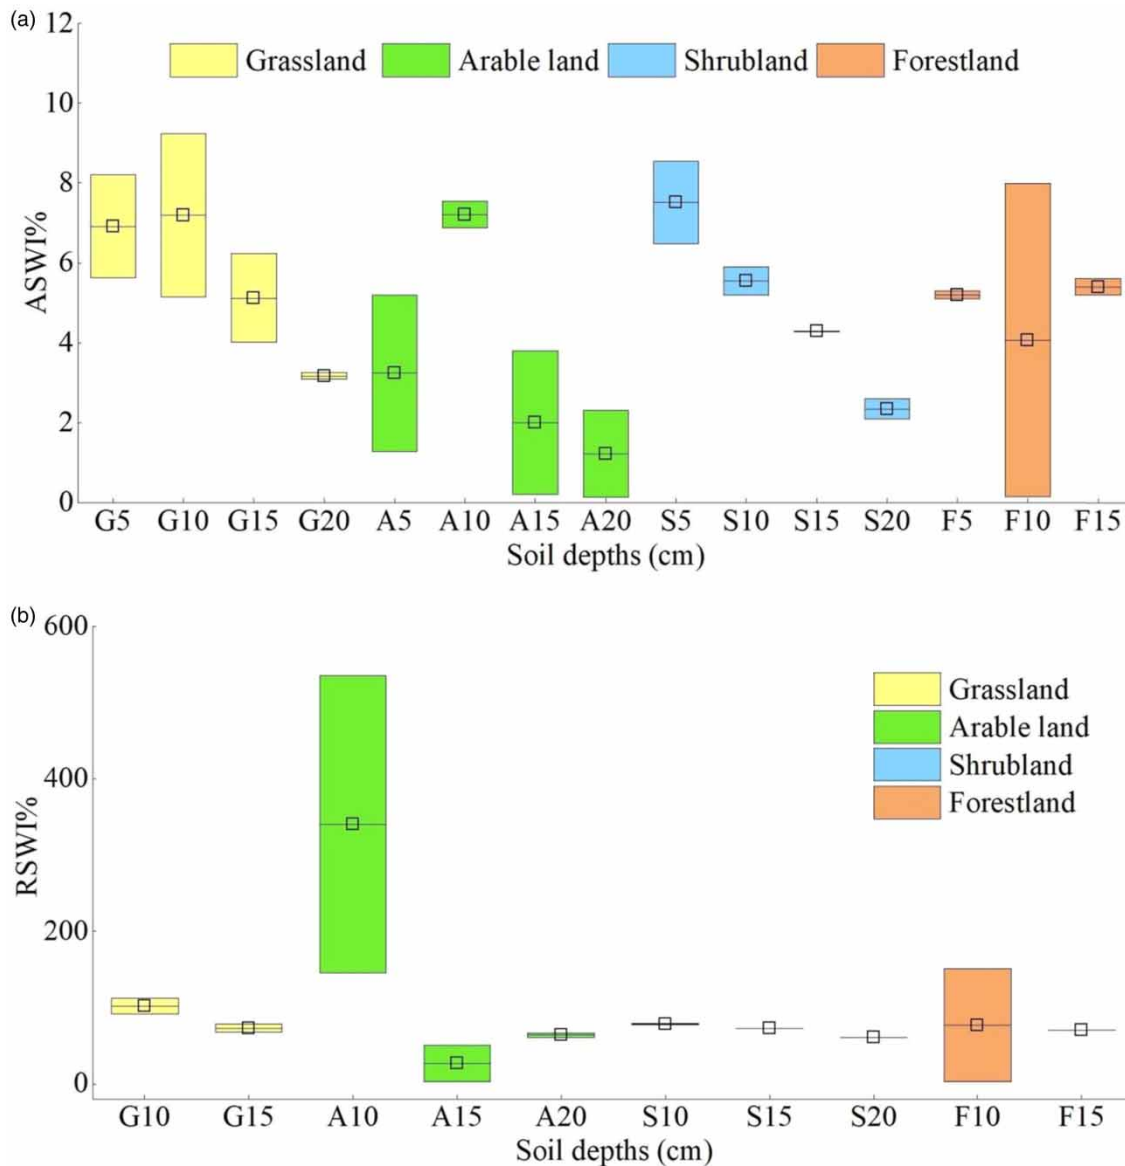 (a)
12
Grassland Arable land Shrubland Forestland
10
8
6
4
2
0
ASWI%
G5 G10 G15 G20 A5 A10 A15 A20 S5 S10 S15 S20 F5 F10 F15
Soil depths (cm)
(b)
600
400
200
0
RSWI%
Grassland
Arable land
Shrubland
Forestland
G10 G15 A10 A15 A20 S10 S15 S20 F10 F15
Soil depths (cm)